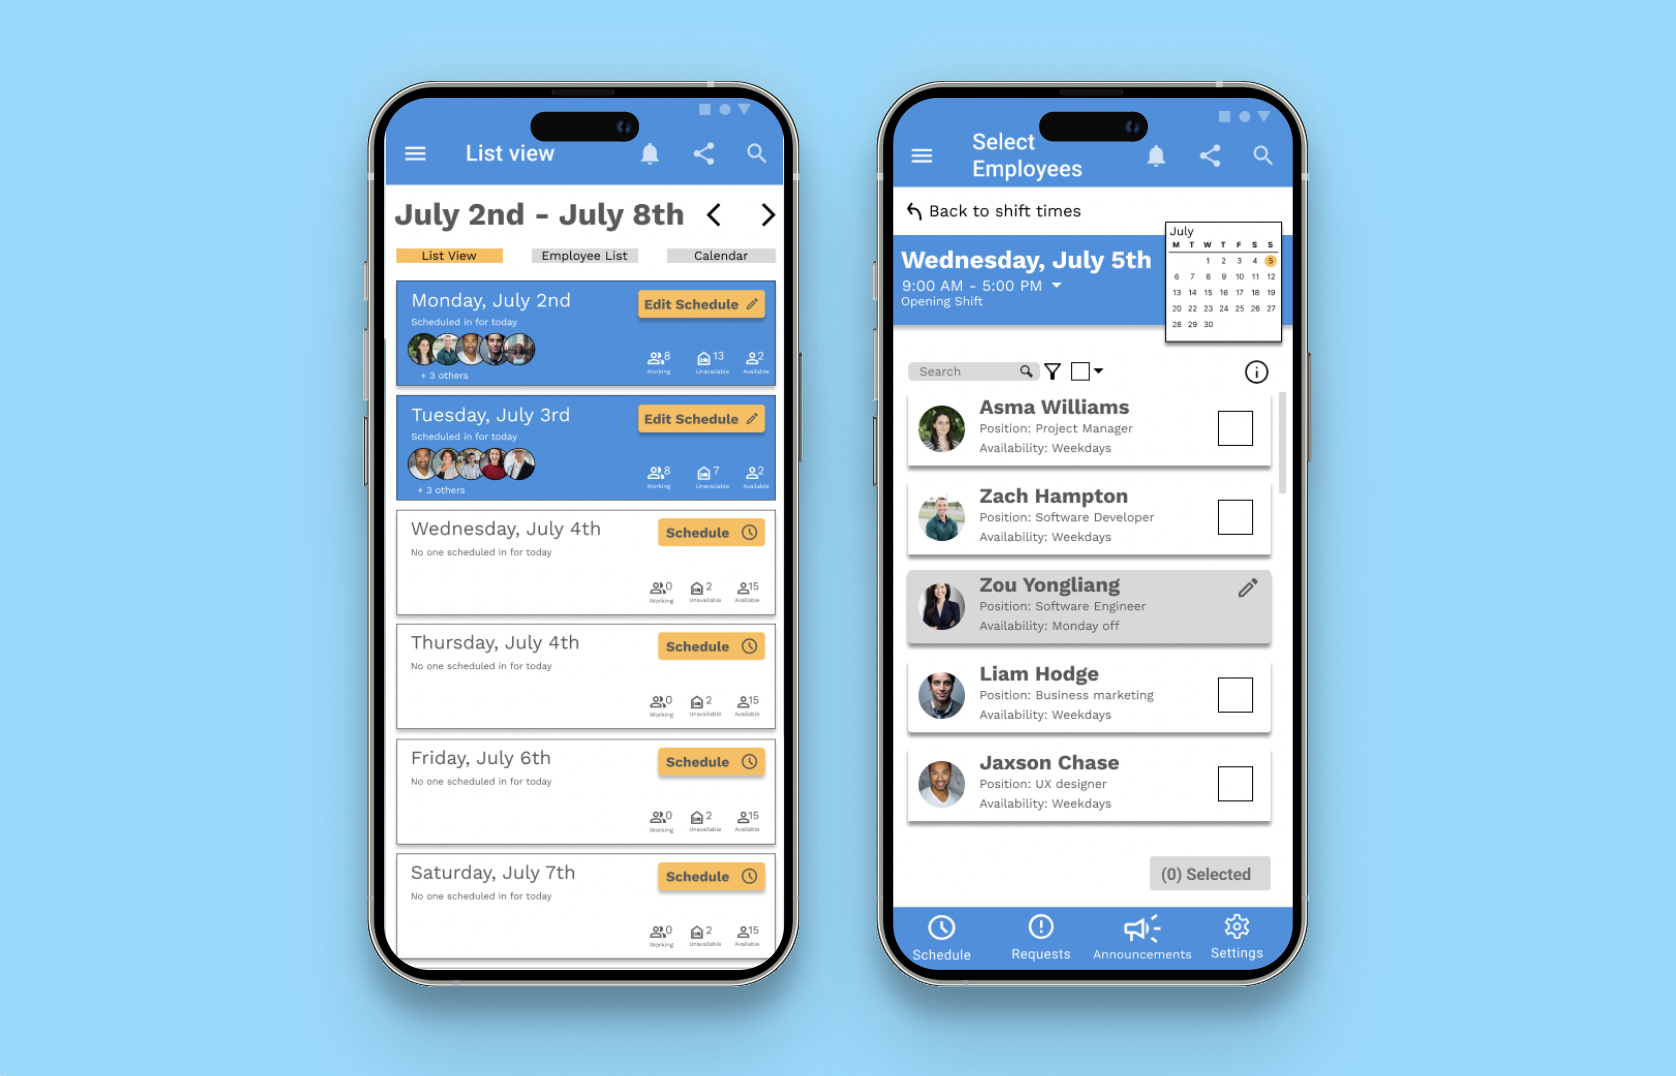 List view
July 2nd - July 8th
List View
Employee List
Calendar
Monday, July 2nd
Edit Schedule
Scheduled in for today
+ 3 others
8
13
2
Working
Unavailable
Available
Tuesday, July 3rd
Edit Schedule
Scheduled in for today
+ 3 others
8
7
2
Working
Unavailable
Available
Wednesday, July 4th
Schedule
No one scheduled in for today
0
2
15
Working
Unavailable
Available
Thursday, July 4th
Schedule
No one scheduled in for today
0
2
15
Working
Unavailable
Available
Friday, July 6th
Schedule
No one scheduled in for today
0
2
15
Working
Unavailable
Available
Saturday, July 7th
Schedule
No one scheduled in for today
0
2
15
Working
Unavailable
Available
Select
Employees
Back to shift times
Wednesday, July 5th
9:00 AM - 5:00 PM
Opening Shift
July
M T W T F S S
1 2 3 4 5
6 7 8 9 10 11 12
13 14 15 16 17 18 19
20 22 23 24 25 26 27
28 29 30
Search
Asma Williams
Position: Project Manager
Availability: Weekdays
Zach Hampton
Position: Software Developer
Availability: Weekdays
Zou Yongliang
Position: Software Engineer
Availability: Monday off
Liam Hodge
Position: Business marketing
Availability: Weekdays
Jaxson Chase
Position: UX designer
Availability: Weekdays
(0) Selected
Schedule
Requests
Announcements
Settings